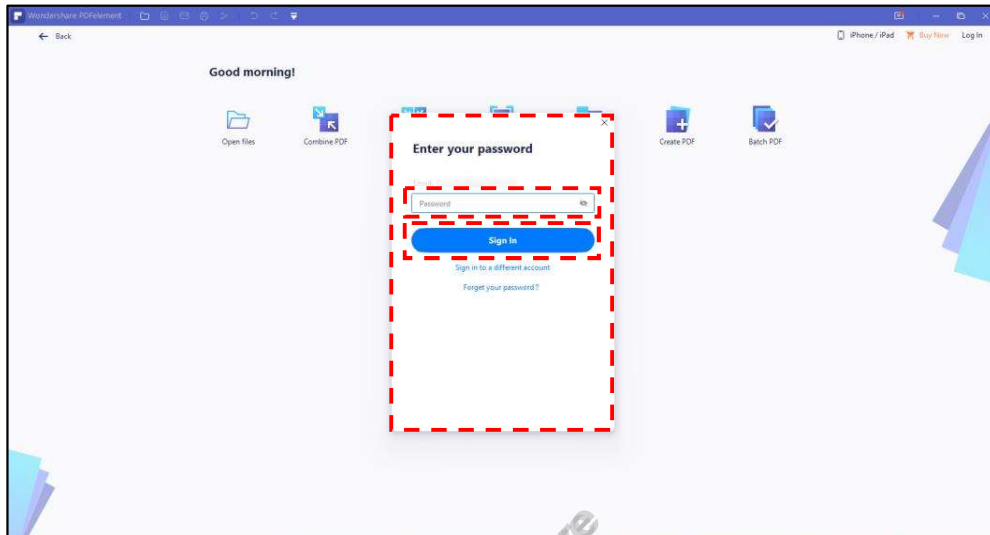 Wondershare PDFelement
← Back
iPhone / iPad Buy Now Log In
Good morning!
Open files
Combine PDF
Create PDF
Batch PDF
Enter your password
Password
Sign In
Sign in to a different account
Forget your password ?